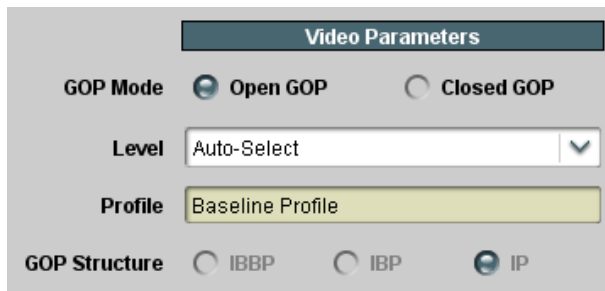 Video Parameters
GOP Mode Open GOP Closed GOP
Level Auto-Select
Profile Baseline Profile
GOP Structure IBBP IBP IP